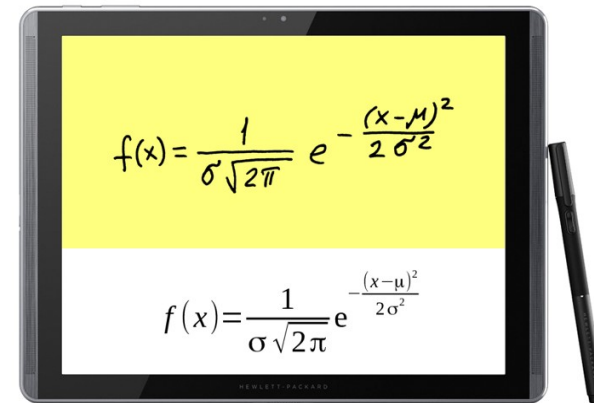 f(x) = 1/(σ√(2π)) e^(-(x-μ)²/(2σ²))
f(x)=1/(σ√(2π)) e^(-(x-μ)²/(2σ²))
HEWLETT-PACKARD